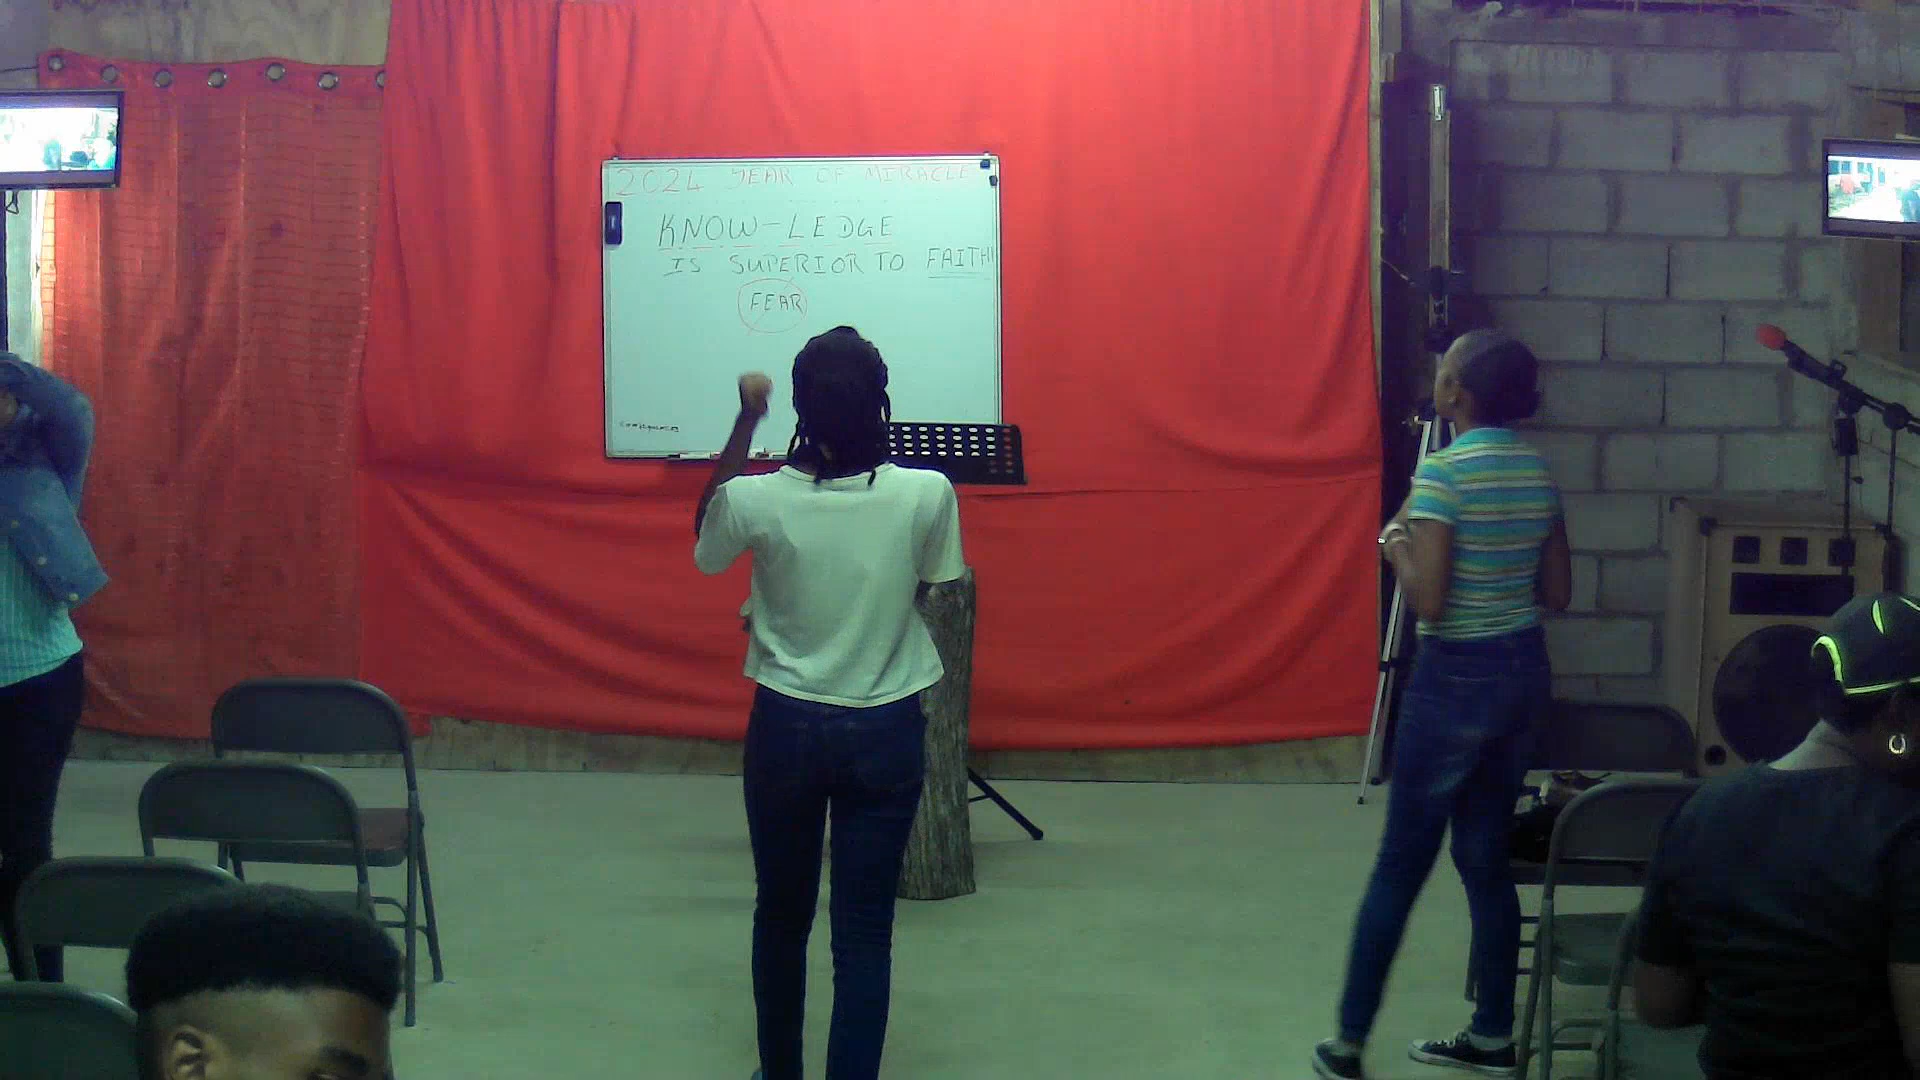 2024 YEAR OF MIRACLE
KNOW-LEDGE
IS SUPERIOR TO FAITH
FEAR